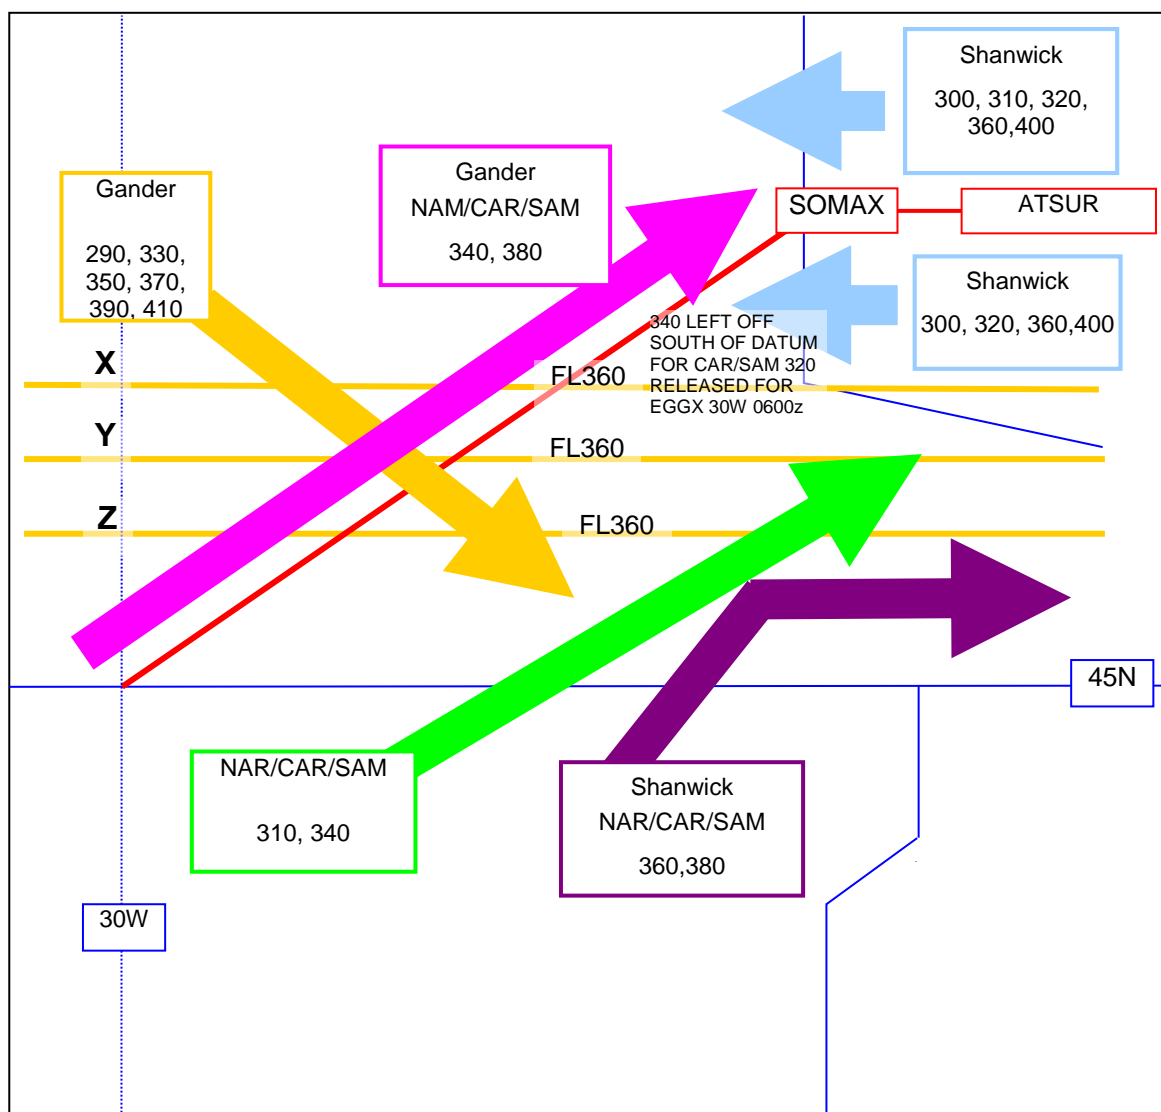 Shanwick
300, 310, 320,
360,400
Gander
NAM/CAR/SAM
340, 380
Gander
290, 330,
350, 370,
390, 410
SOMAX
ATSUR
Shanwick
300, 320, 360,400
340 LEFT OFF
SOUTH OF DATUM
FOR CAR/SAM 320
RELEASED FOR
EGGX 30W 0600z
X
FL360
Y
FL360
Z
FL360
45N
NAR/CAR/SAM
310, 340
Shanwick
NAR/CAR/SAM
360,380
30W